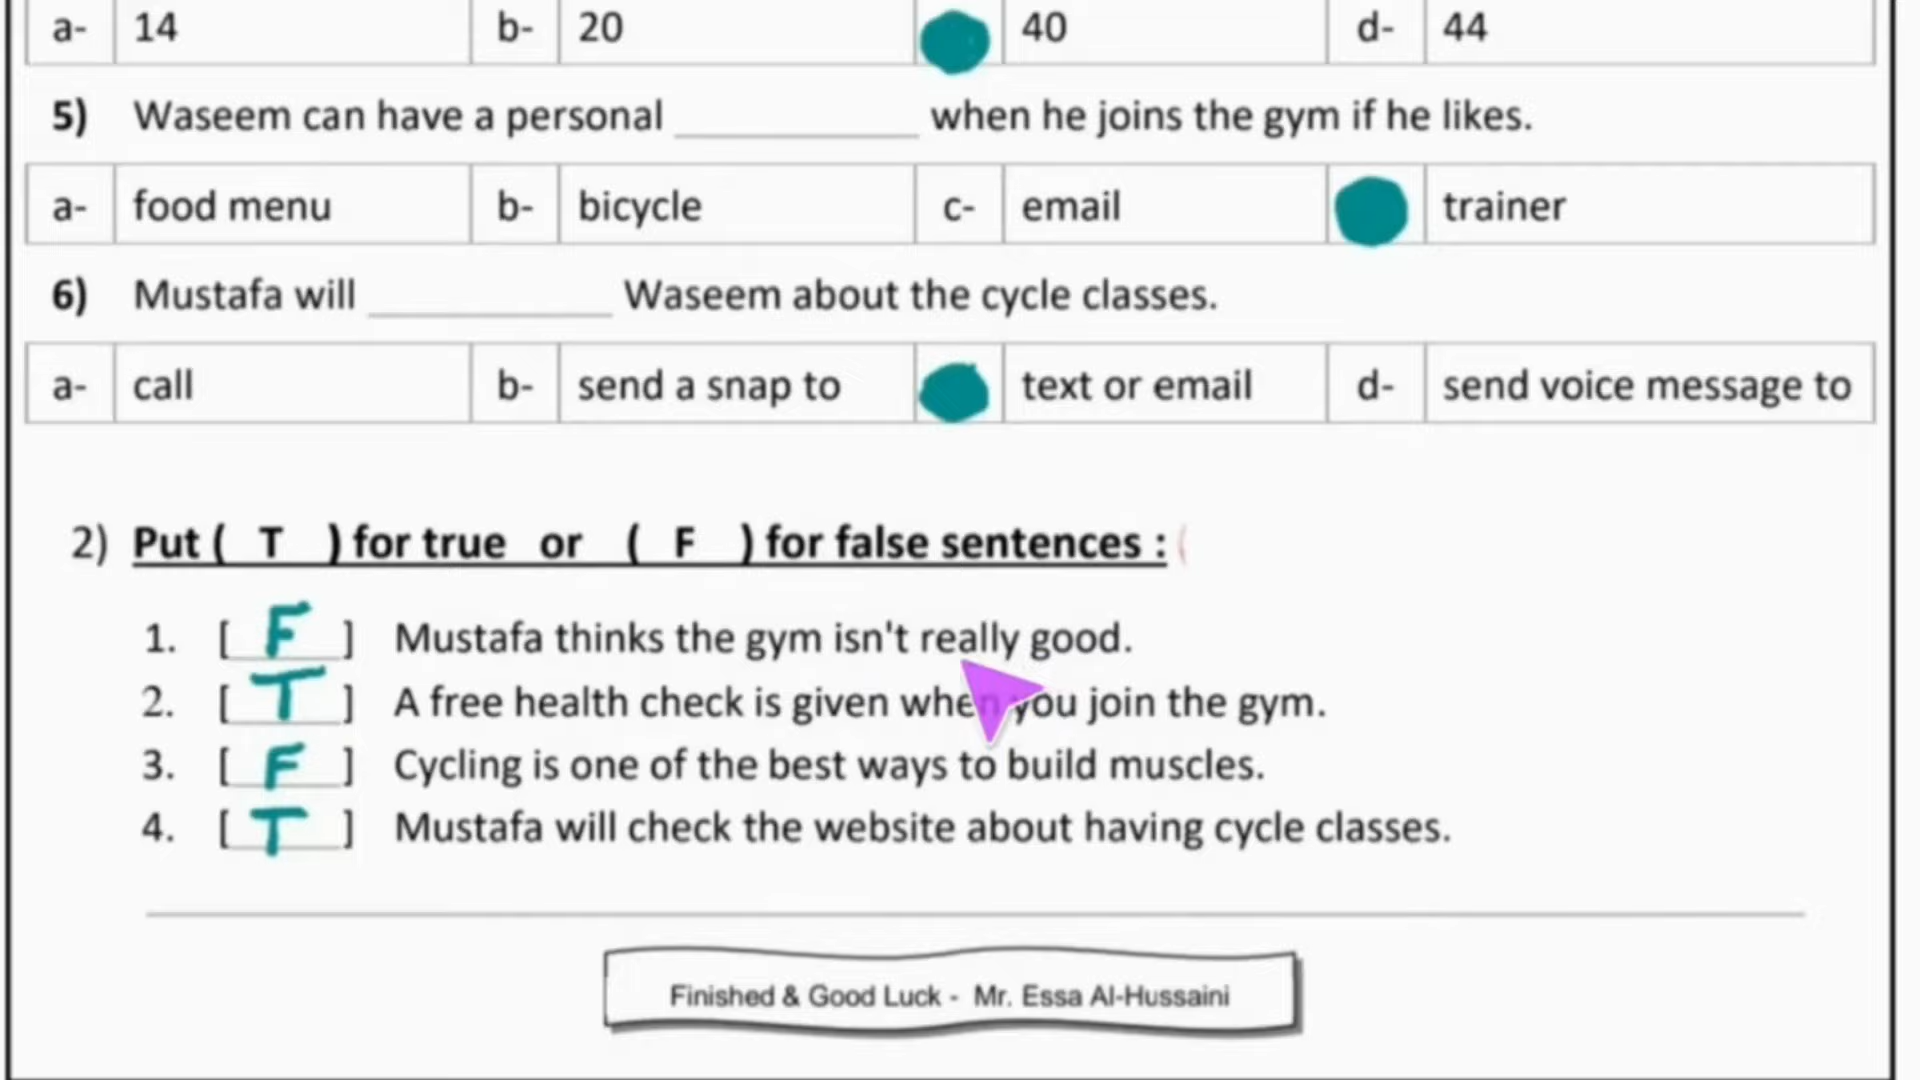 a- 14 b- 20 40 d- 44
5) Waseem can have a personal __________ when he joins the gym if he likes.
a- food menu b- bicycle c- email trainer
6) Mustafa will __________ Waseem about the cycle classes.
a- call b- send a snap to text or email d- send voice message to
2) Put ( T ) for true or ( F ) for false sentences :
1. [ F ] Mustafa thinks the gym isn't really good.
2. [ T ] A free health check is given when you join the gym.
3. [ F ] Cycling is one of the best ways to build muscles.
4. [ T ] Mustafa will check the website about having cycle classes.
Finished & Good Luck - Mr. Essa Al-Hussaini